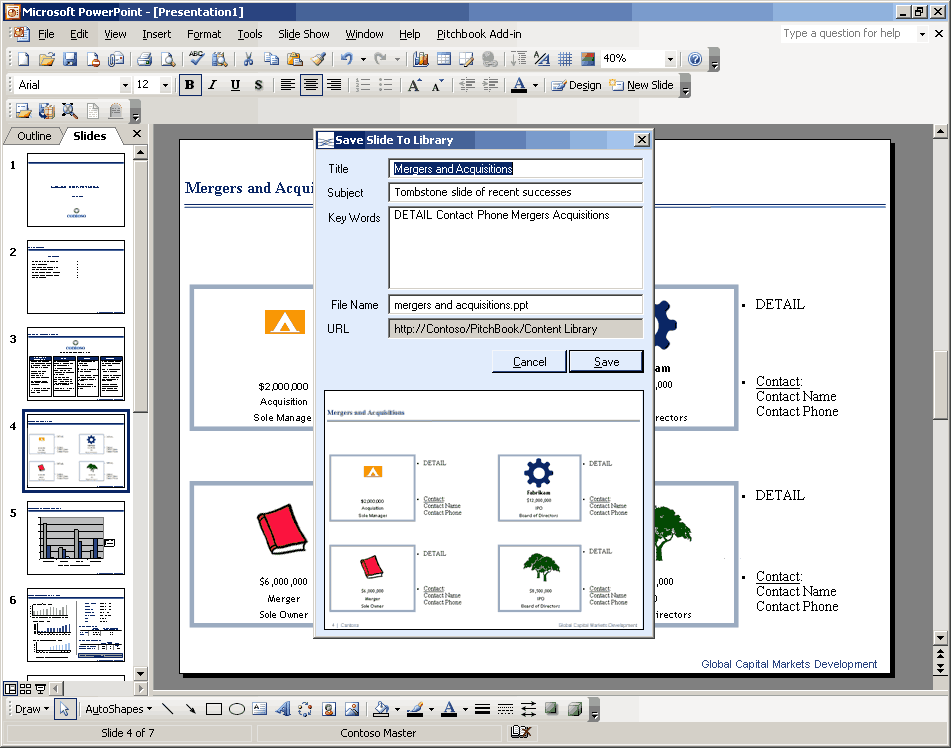 Microsoft PowerPoint - [Presentation1]
File Edit View Insert Format Tools Slide Show Window Help Pitchbook Add-in
Type a question for help
40%
Arial 12 B I U S A A A Design New Slide
Outline Slides
1
2
3
4
5
6
contoso
Mergers and Acqui
$2,000,000
Acquisition
Sole Manage
am
,000
rectors
• DETAIL
• Contact:
Contact Name
Contact Phone
$6,000,000
Merger
Sole Owner
,000
irectors
• DETAIL
• Contact:
Contact Name
Contact Phone
Global Capital Markets Development
Save Slide To Library
Title Mergers and Acquisitions
Subject Tombstone slide of recent successes
Key Words DETAIL Contact Phone Mergers Acquisitions
File Name mergers and acquisitions.ppt
URL http://Contoso/PitchBook/Content Library
Cancel Save
Mergers and Acquisitions
$2,000,000
Acquisition
Sole Manager
• DETAIL
• Contact:
Contact Name
Contact Phone
Fabrikam
$12,000,000
IPO
Board of Directors
• DETAIL
• Contact:
Contact Name
Contact Phone
$6,000,000
Merger
Sole Owner
• DETAIL
• Contact:
Contact Name
Contact Phone
IPO
Board of Directors
• DETAIL
• Contact:
Contact Name
Contact Phone
4 | Contoso
Global Capital Markets Development
Draw AutoShapes
Slide 4 of 7
Contoso Master